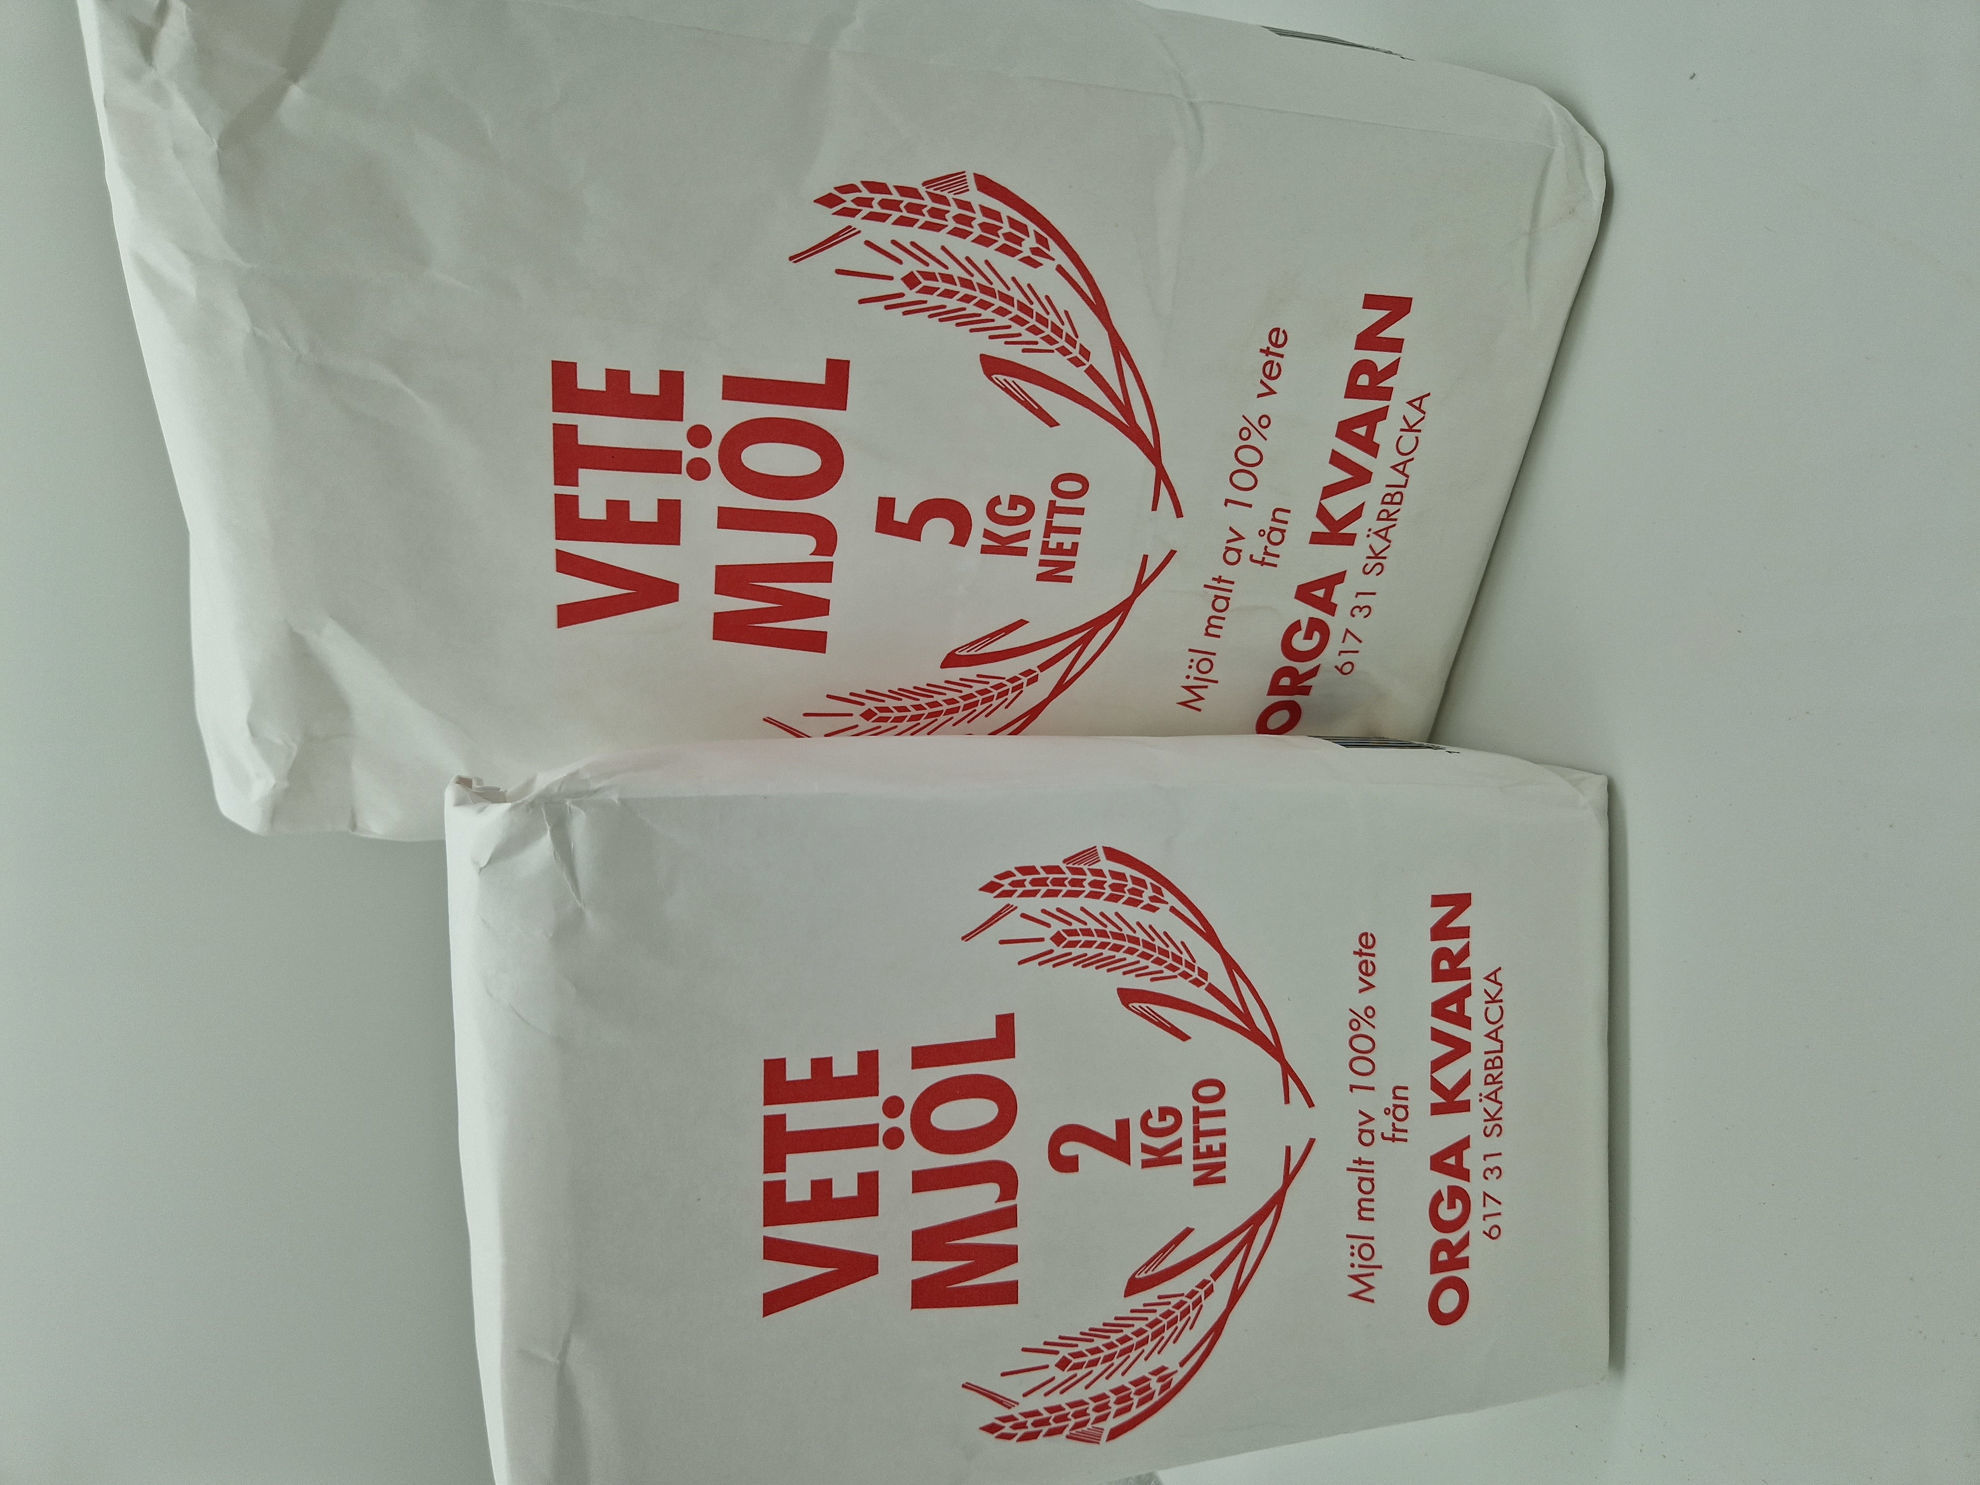 VETE
MJÖL
5
KG
NETTO
Mjöl malt av 100% vete
från
ORGA KVARN
617 31 SKÄRBLACKA
VETE
MJÖL
2
KG
NETTO
Mjöl malt av 100% vete
från
ORGA KVARN
617 31 SKÄRBLACKA